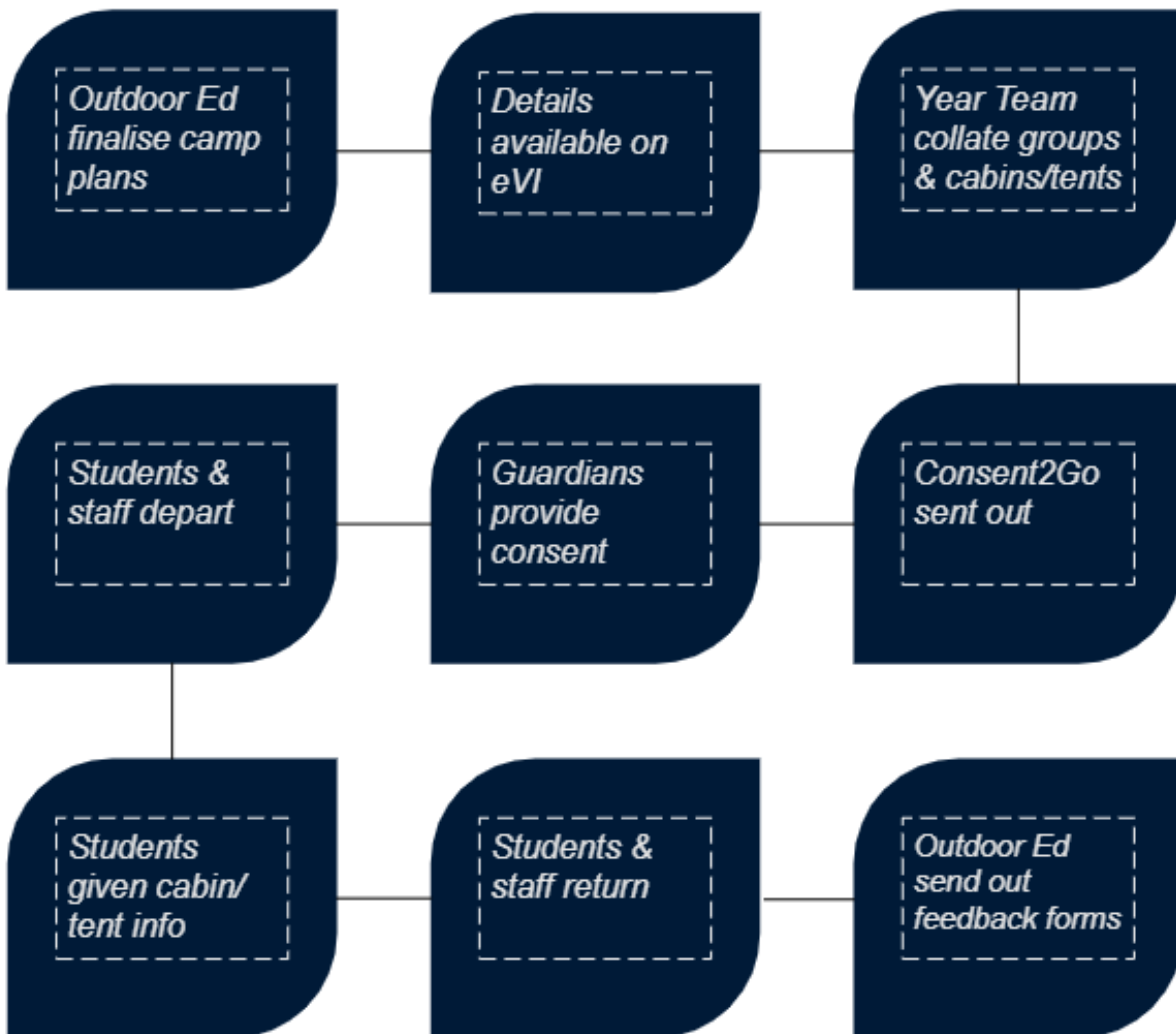 Outdoor Ed
finalise camp
plans
Details
available on
eVI
Year Team
collate groups
& cabins/tents
Students &
staff depart
Guardians
provide
consent
Consent2Go
sent out
Students
given cabin/
tent info
Students &
staff return
Outdoor Ed
send out
feedback forms